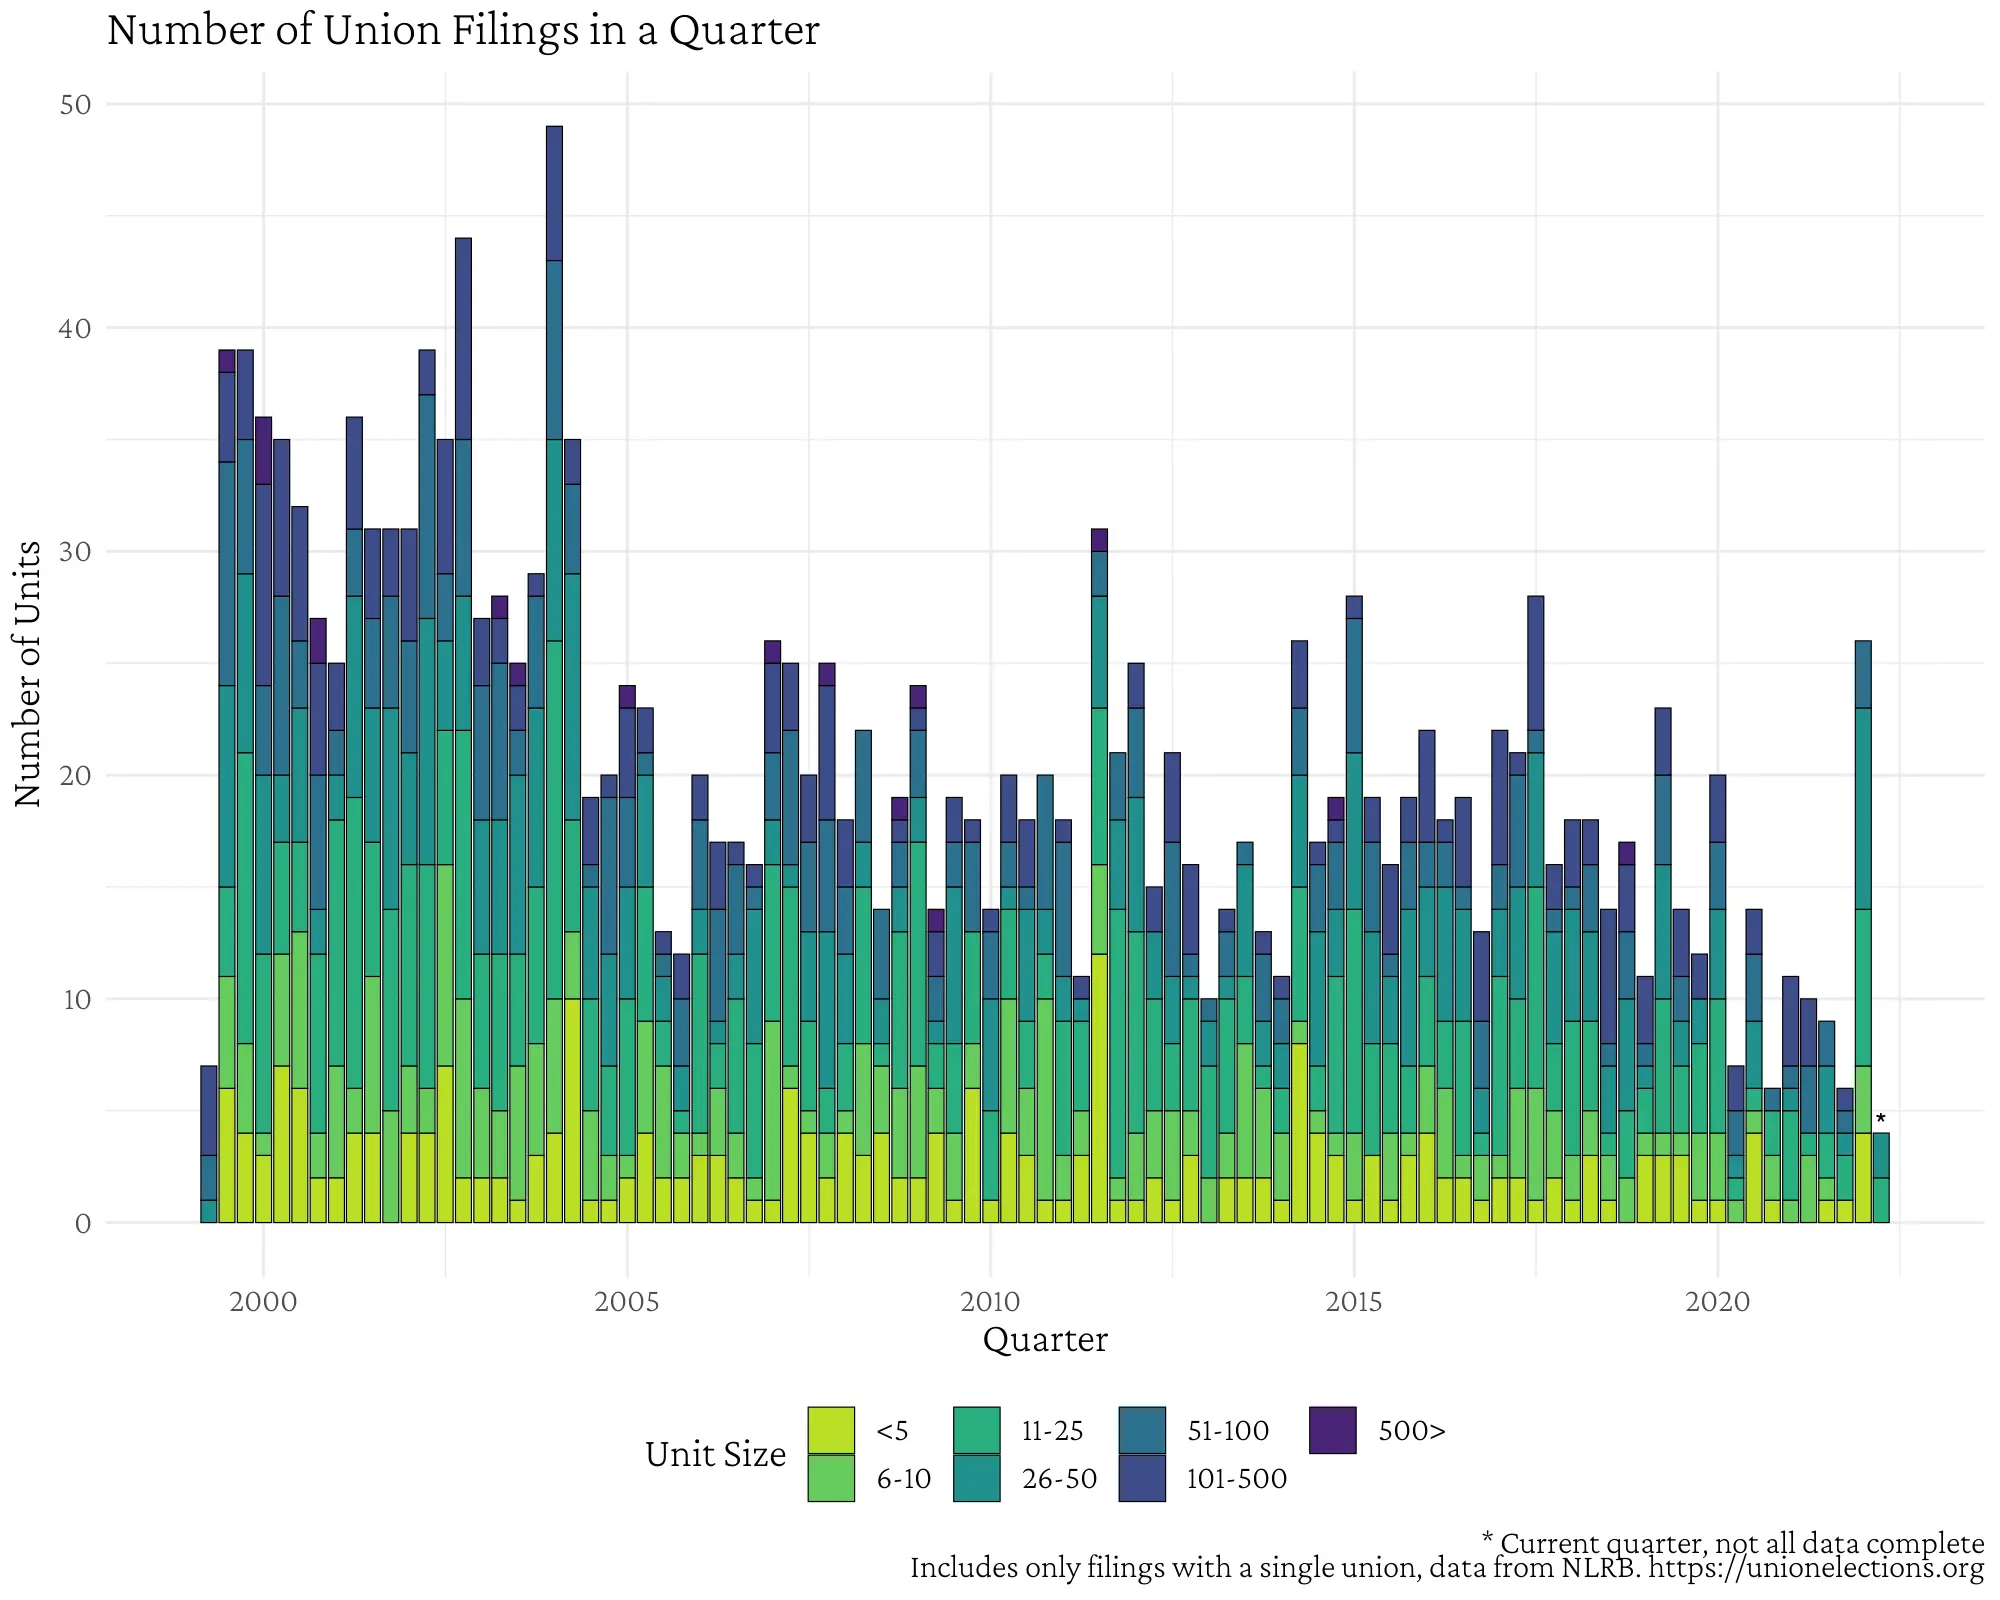 Number of Union Filings in a Quarter
50
40
30
20
10
0
Number of Units
*
2000 2005 2010 2015 2020
Quarter
Unit Size
<5 11-25 51-100 500>
6-10 26-50 101-500
* Current quarter, not all data complete
Includes only filings with a single union, data from NLRB. https://unionelections.org